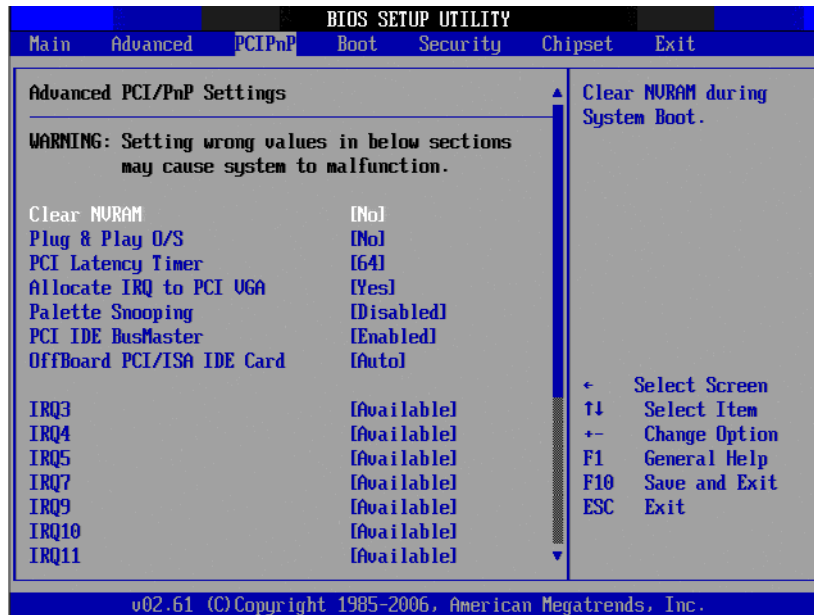 BIOS SETUP UTILITY
Main Advanced PCIPnP Boot Security Chipset Exit
Advanced PCI/PnP Settings
WARNING: Setting wrong values in below sections
may cause system to malfunction.
Clear NVRAM [No]
Plug & Play O/S [No]
PCI Latency Timer [64]
Allocate IRQ to PCI VGA [Yes]
Palette Snooping [Disabled]
PCI IDE BusMaster [Enabled]
OffBoard PCI/ISA IDE Card [Auto]
IRQ3 [Available]
IRQ4 [Available]
IRQ5 [Available]
IRQ7 [Available]
IRQ9 [Available]
IRQ10 [Available]
IRQ11 [Available]
Clear NVRAM during
System Boot.
← Select Screen
↑↓ Select Item
+- Change Option
F1 General Help
F10 Save and Exit
ESC Exit
v02.61 (C)Copyright 1985-2006, American Megatrends, Inc.